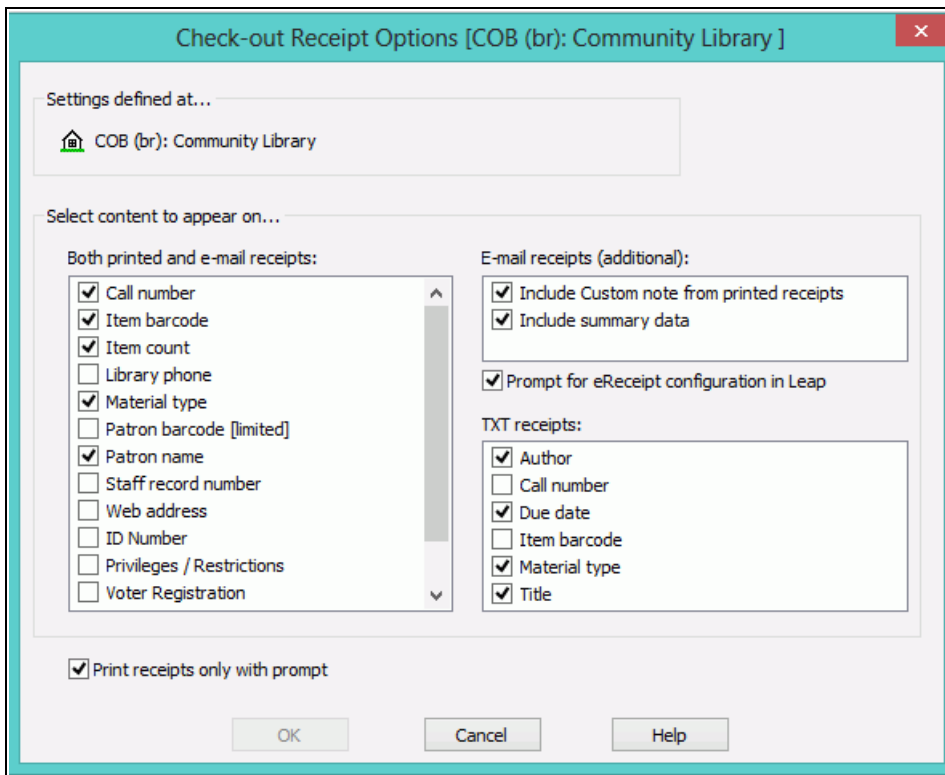 Check-out Receipt Options [COB (br): Community Library ]
Settings defined at...
COB (br): Community Library
Select content to appear on...
Both printed and e-mail receipts:
Call number
Item barcode
Item count
Library phone
Material type
Patron barcode [limited]
Patron name
Staff record number
Web address
ID Number
Privileges / Restrictions
Voter Registration
E-mail receipts (additional):
Include Custom note from printed receipts
Include summary data
Prompt for eReceipt configuration in Leap
TXT receipts:
Author
Call number
Due date
Item barcode
Material type
Title
Print receipts only with prompt
OK
Cancel
Help